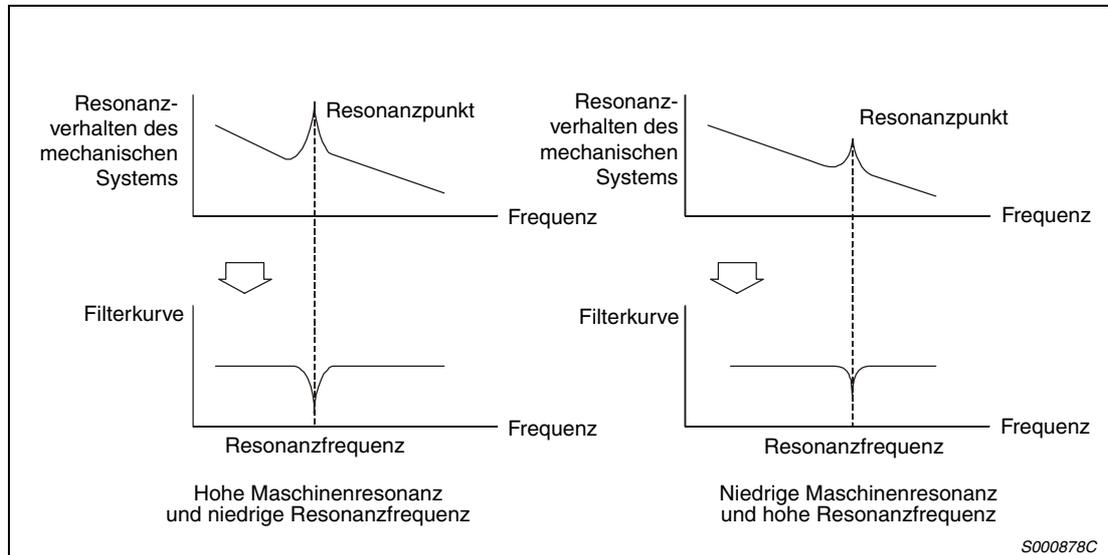 Resonanz-
verhalten des
mechanischen
Systems
Resonanzpunkt
Frequenz
Filterkurve
Frequenz
Resonanzfrequenz
Hohe Maschinenresonanz
und niedrige Resonanzfrequenz
Resonanz-
verhalten des
mechanischen
Systems
Resonanzpunkt
Frequenz
Filterkurve
Frequenz
Resonanzfrequenz
Niedrige Maschinenresonanz
und hohe Resonanzfrequenz
S000878C